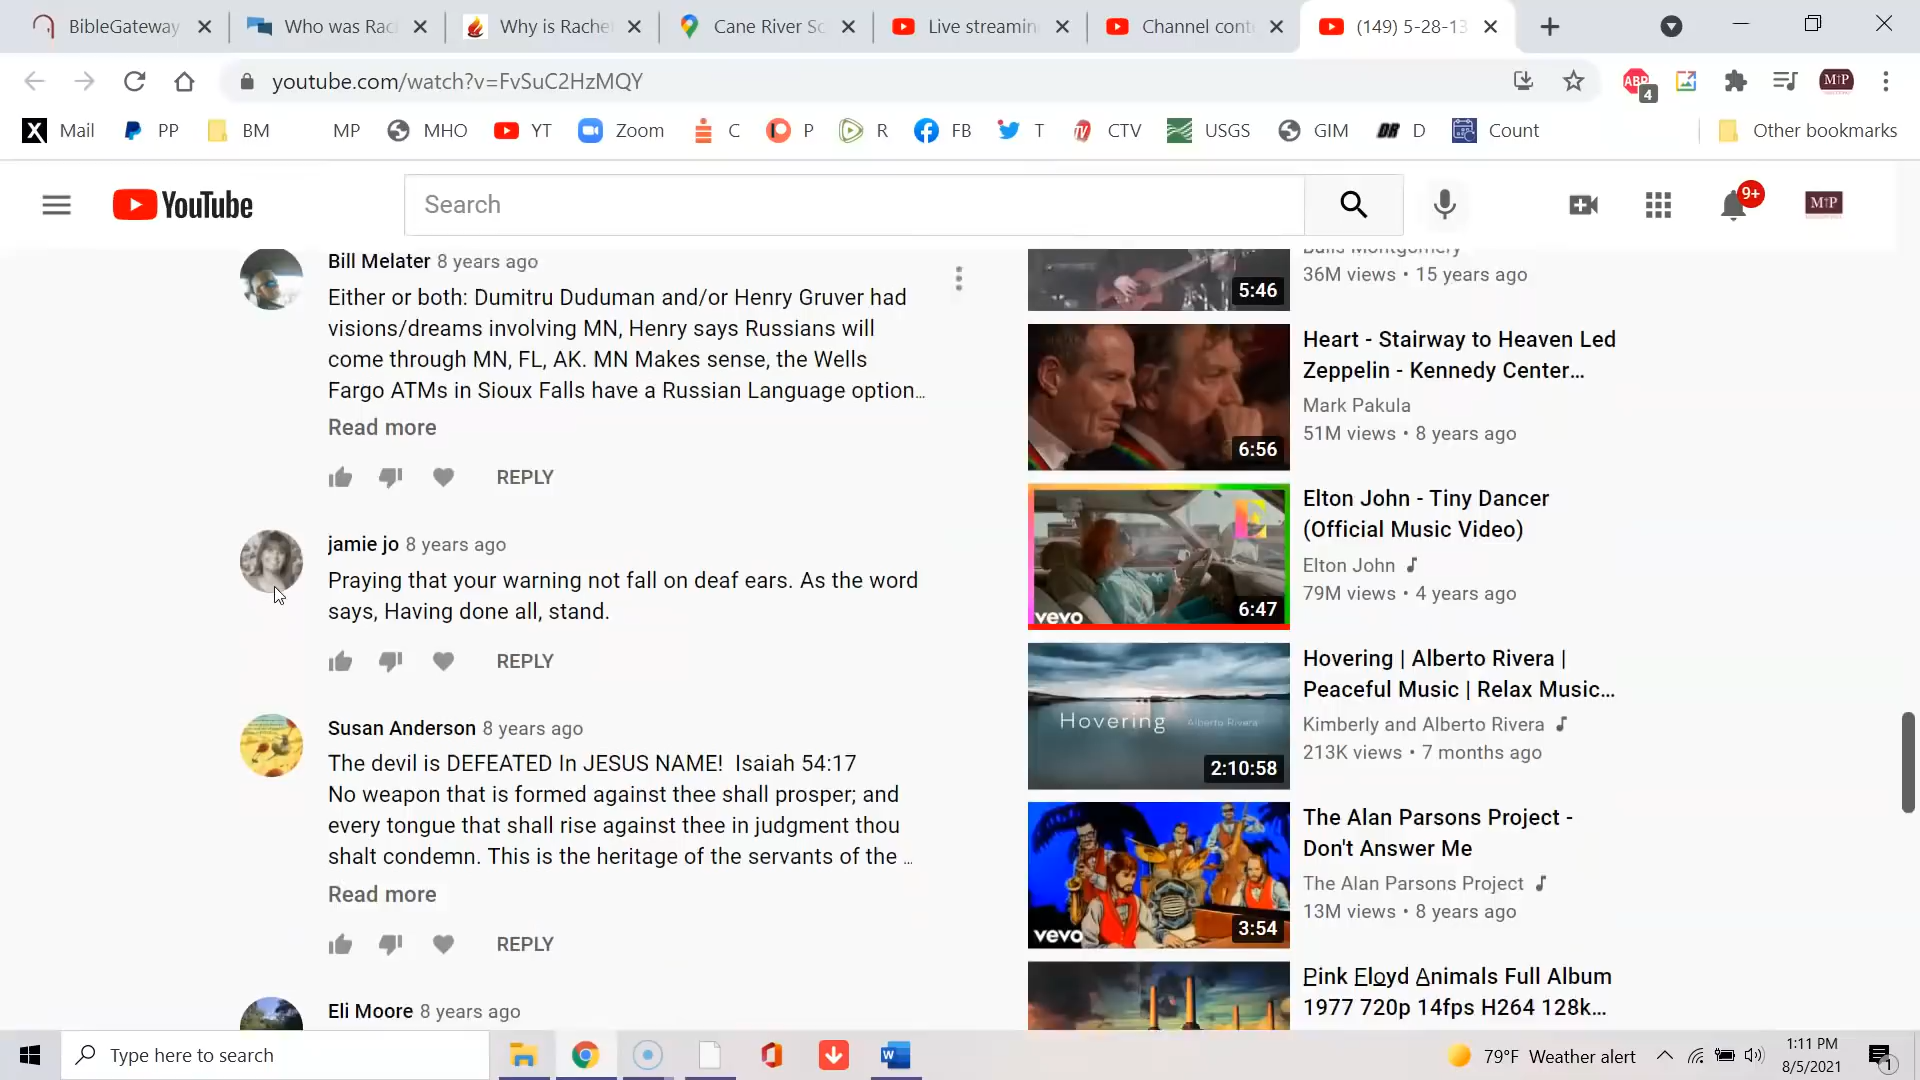 BibleGateway
Who was Rac
Why is Rache
Cane River Sc
Live streamin
Channel cont
(149) 5-28-13
youtube.com/watch?v=FvSuC2HzMQY
ABP
4
M↑P
X Mail
PP
BM
MP
MHO
YT
Zoom
C
P
R
FB
T
CTV
USGS
GIM
DR D
Count
Other bookmarks
YouTube
Search
9+
M↑P
Bill Melater 8 years ago
Either or both: Dumitru Duduman and/or Henry Gruver had
visions/dreams involving MN, Henry says Russians will
come through MN, FL, AK. MN Makes sense, the Wells
Fargo ATMs in Sioux Falls have a Russian Language option…
Read more
REPLY
jamie jo 8 years ago
Praying that your warning not fall on deaf ears. As the word
says, Having done all, stand.
REPLY
Susan Anderson 8 years ago
The devil is DEFEATED In JESUS NAME!  Isaiah 54:17
No weapon that is formed against thee shall prosper; and
every tongue that shall rise against thee in judgment thou
shalt condemn. This is the heritage of the servants of the …
Read more
REPLY
Eli Moore 8 years ago
5:46
36M views • 15 years ago
6:56
Heart - Stairway to Heaven Led
Zeppelin - Kennedy Center…
Mark Pakula
51M views • 8 years ago
vevo
6:47
Elton John - Tiny Dancer
(Official Music Video)
Elton John
79M views • 4 years ago
Hovering Alberto Rivera
2:10:58
Hovering | Alberto Rivera |
Peaceful Music | Relax Music…
Kimberly and Alberto Rivera
213K views • 7 months ago
vevo
3:54
The Alan Parsons Project -
Don't Answer Me
The Alan Parsons Project
13M views • 8 years ago
P̲ink F̲lo̲yd A̲nimals Full Album
1977 720p 14fps H264 128k…
Type here to search
79°F Weather alert
1:11 PM
8/5/2021
1